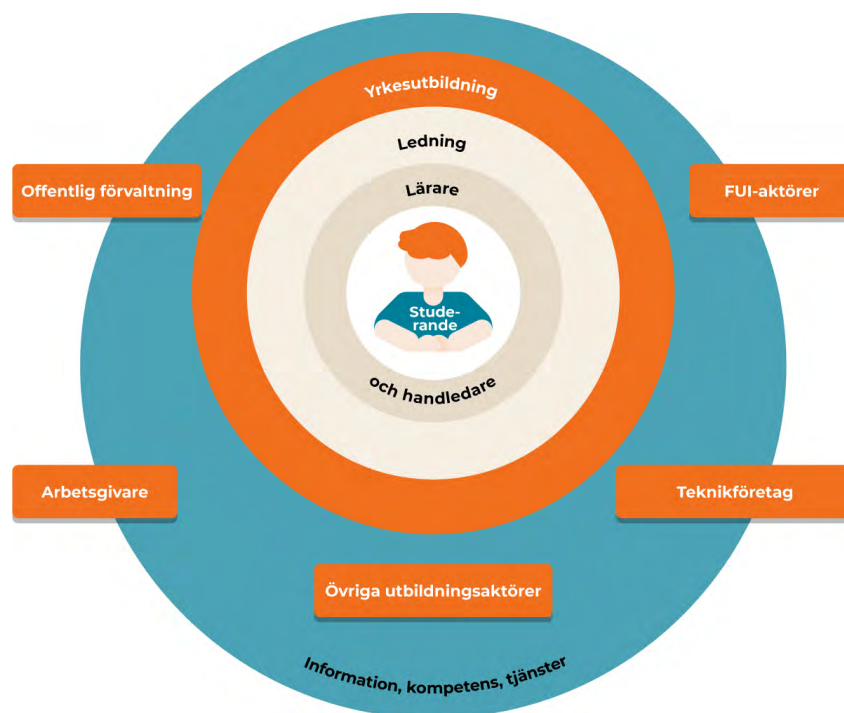 Yrkesutbildning
Ledning
Lärare
Offentlig förvaltning
FUI-aktörer
Stude-
rande
och handledare
Arbetsgivare
Teknikföretag
Övriga utbildningsaktörer
Information, kompetens, tjänster